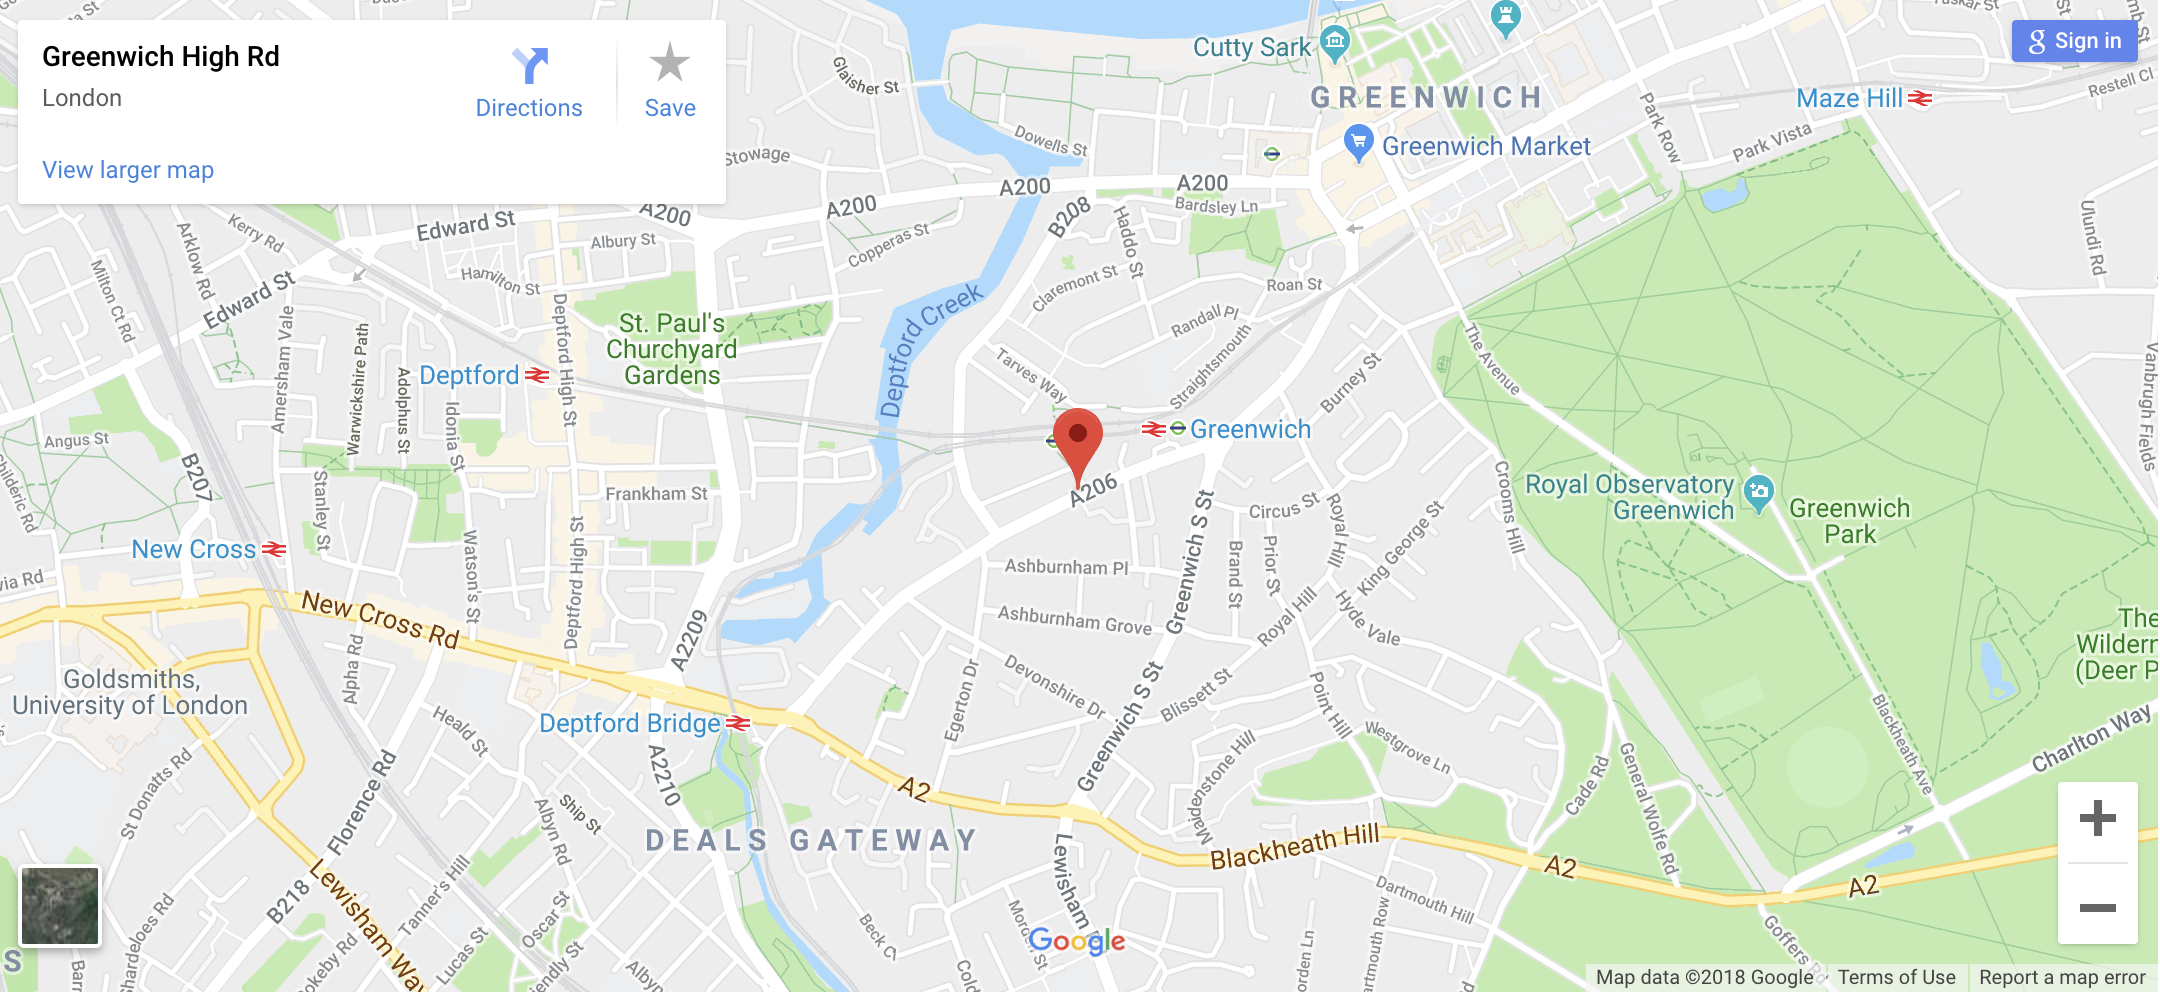 Greenwich High Rd
London
Directions
Save
View larger map
Sign in
Cutty Sark
GREENWICH
Maze Hill
Restell Cl
Glaisher St
Dowells St
Park Row
Park Vista
Greenwich Market
Stowage
A200
A200
A200
A200
Bardsley Ln
B208
Edward St
Kerry Rd
Arklow Rd
Albury St
Copperas St
Haddo St
Ulundi Rd
Milton Ct Rd
Edward St
Hamilton St
Claremont St
Roan St
Deptford Creek
Randall Pl
Straightsmouth
St. Paul's
Churchyard
Gardens
Amersham Vale
Warwickshire Path
Deptford High St
Tarves Way
The Avenue
Vanbrugh Fields
Deptford
Adolphus St
Idonia St
Burney St
Greenwich
Angus St
B207
Childeric Rd
Stanley St
Frankham St
A206
Crooms Hill
Royal Observatory
Greenwich
Greenwich
Park
Circus St
Royal Hill
King George St
New Cross
Watson's St
Deptford High St
Greenwich S St
Ashburnham Pl
Brand St
Prior St
New Cross Rd
A2209
Ashburnham Grove
Royal Hill
Hyde Vale
The
Wildern
(Deer P
Goldsmiths,
University of London
Alpha Rd
Egerton Dr
Devonshire Dr
Greenwich S St
Blissett St
Point Hill
Westgrove Ln
Blackheath Ave
Charlton Way
Heald St
Deptford Bridge
A2210
Florence Rd
St Donatts Rd
A2
Maidenstone Hill
Cade Rd
General Wolfe Rd
Ship St
Albyn Rd
DEALS GATEWAY
Blackheath Hill
A2
A2
Lewisham Way
B218
Tanner's Hill
Oscar St
Lewisham
Dartmouth Hill
Shardeloes Rd
Lucas St
Beck Cl
Google
Goffers
Map data ©2018 Google
Terms of Use
Report a map error